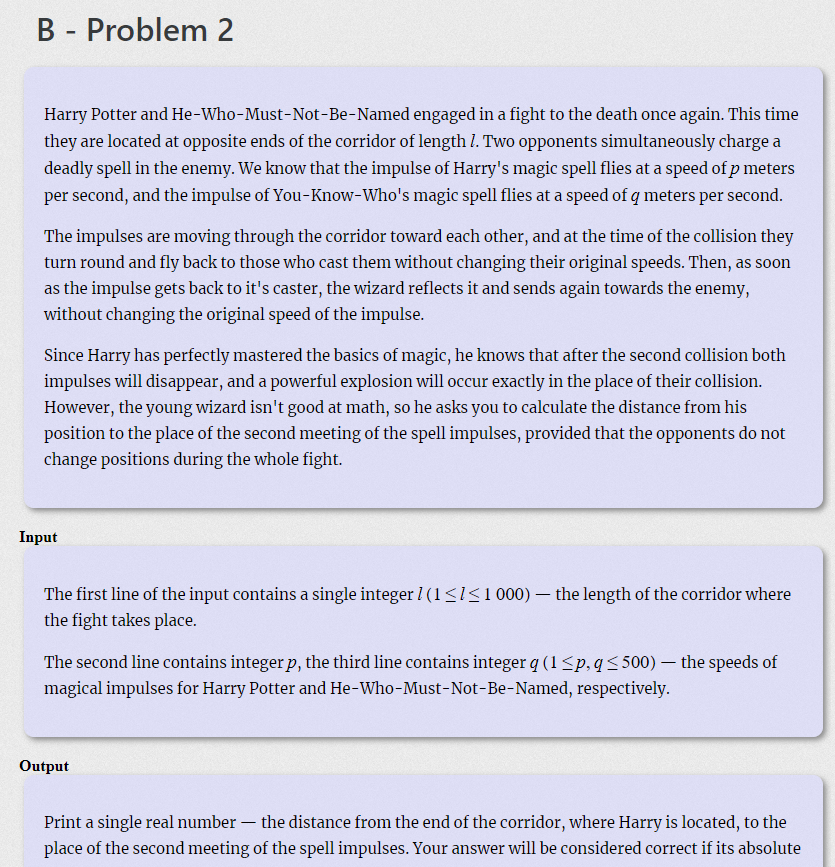 B - Problem 2
Harry Potter and He-Who-Must-Not-Be-Named engaged in a fight to the death once again. This time
they are located at opposite ends of the corridor of length l. Two opponents simultaneously charge a
deadly spell in the enemy. We know that the impulse of Harry's magic spell flies at a speed of p meters
per second, and the impulse of You-Know-Who's magic spell flies at a speed of q meters per second.
The impulses are moving through the corridor toward each other, and at the time of the collision they
turn round and fly back to those who cast them without changing their original speeds. Then, as soon
as the impulse gets back to it's caster, the wizard reflects it and sends again towards the enemy,
without changing the original speed of the impulse.
Since Harry has perfectly mastered the basics of magic, he knows that after the second collision both
impulses will disappear, and a powerful explosion will occur exactly in the place of their collision.
However, the young wizard isn't good at math, so he asks you to calculate the distance from his
position to the place of the second meeting of the spell impulses, provided that the opponents do not
change positions during the whole fight.
Input
The first line of the input contains a single integer l (1 ≤ l ≤ 1 000) — the length of the corridor where
the fight takes place.
The second line contains integer p, the third line contains integer q (1 ≤ p, q ≤ 500) — the speeds of
magical impulses for Harry Potter and He-Who-Must-Not-Be-Named, respectively.
Output
Print a single real number — the distance from the end of the corridor, where Harry is located, to the
place of the second meeting of the spell impulses. Your answer will be considered correct if its absolute